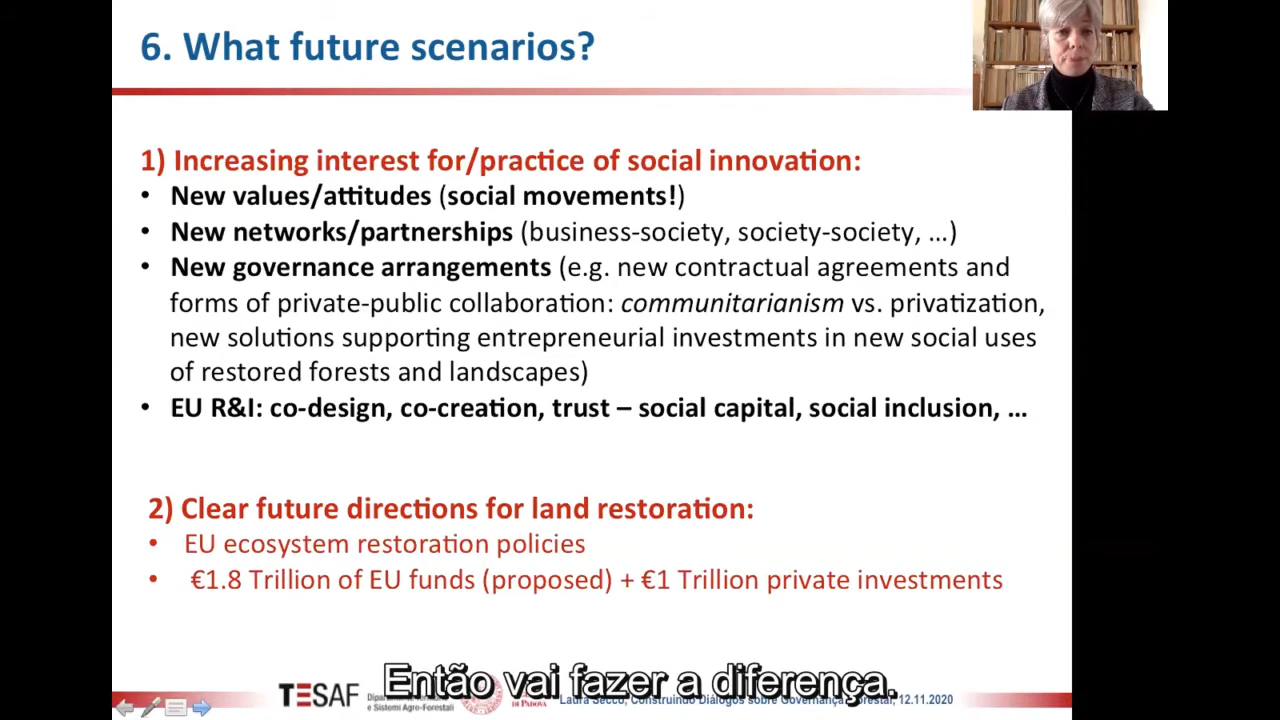 6. What future scenarios?
1) Increasing interest for/practice of social innovation:
• New values/attitudes (social movements!)
• New networks/partnerships (business-society, society-society, …)
• New governance arrangements (e.g. new contractual agreements and
forms of private-public collaboration: communitarianism vs. privatization,
new solutions supporting entrepreneurial investments in new social uses
of restored forests and landscapes)
• EU R&I: co-design, co-creation, trust – social capital, social inclusion, …
2) Clear future directions for land restoration:
• EU ecosystem restoration policies
• €1.8 Trillion of EU funds (proposed) + €1 Trillion private investments
Então vai fazer a diferença.
TESAF
e Sistemi Agro-Forestali
DI PADOVA
Laura Secco, Construindo Diálogos sobre Governança Florestal, 12.11.2020